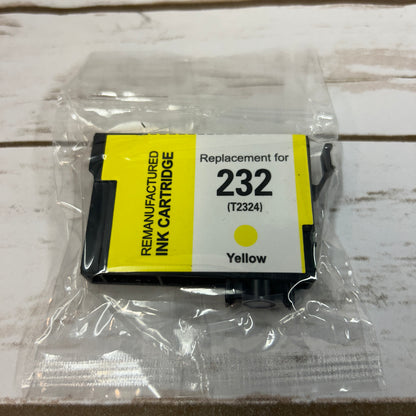 REMANUFACTURED
INK CARTRIDGE
Replacement for
232
(T2324)
Yellow